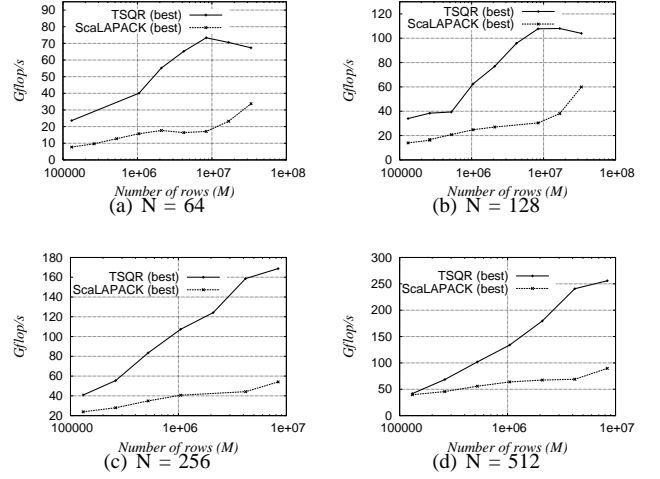 TSQR (best)
ScaLAPACK (best)
90
80
70
60
50
40
30
20
10
0
Gflop/s
100000 1e+06 1e+07 1e+08
Number of rows (M)
(a) N = 64
TSQR (best)
ScaLAPACK (best)
120
100
80
60
40
20
0
Gflop/s
100000 1e+06 1e+07 1e+08
Number of rows (M)
(b) N = 128
TSQR (best)
ScaLAPACK (best)
180
160
140
120
100
80
60
40
20
Gflop/s
100000 1e+06 1e+07
Number of rows (M)
(c) N = 256
TSQR (best)
ScaLAPACK (best)
300
250
200
150
100
50
0
Gflop/s
100000 1e+06 1e+07
Number of rows (M)
(d) N = 512